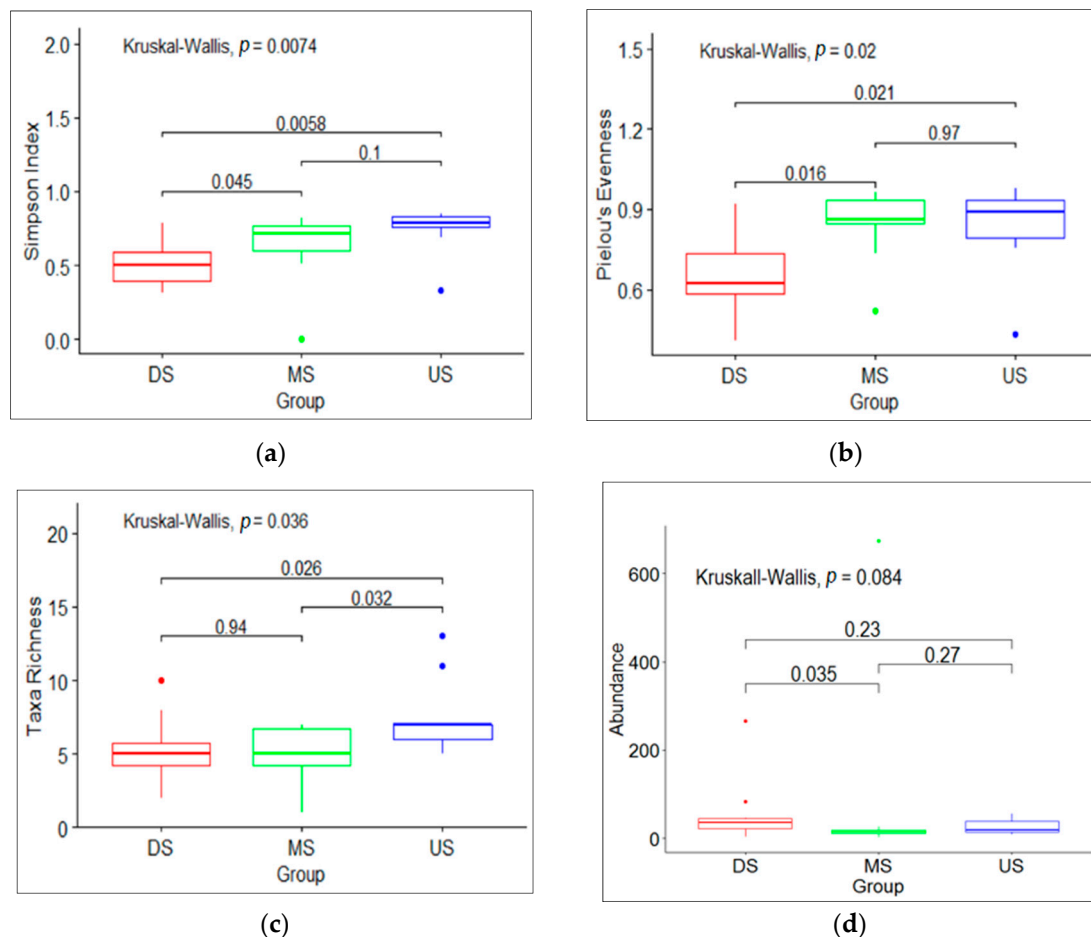 Kruskal-Wallis, p = 0.0074
2.0
1.5
1.0
0.5
0.0
Simpson Index
0.0058
0.1
0.045
DS MS US
Group
(a)
Kruskal-Wallis, p = 0.02
1.5
1.2
0.9
0.6
Pielou's Evenness
0.021
0.97
0.016
DS MS US
Group
(b)
Kruskal-Wallis, p = 0.036
20
15
10
5
0
Taxa Richness
0.026
0.032
0.94
DS MS US
Group
(c)
Kruskall-Wallis, p = 0.084
600
400
200
0
Abundance
0.23
0.27
0.035
DS MS US
Group
(d)